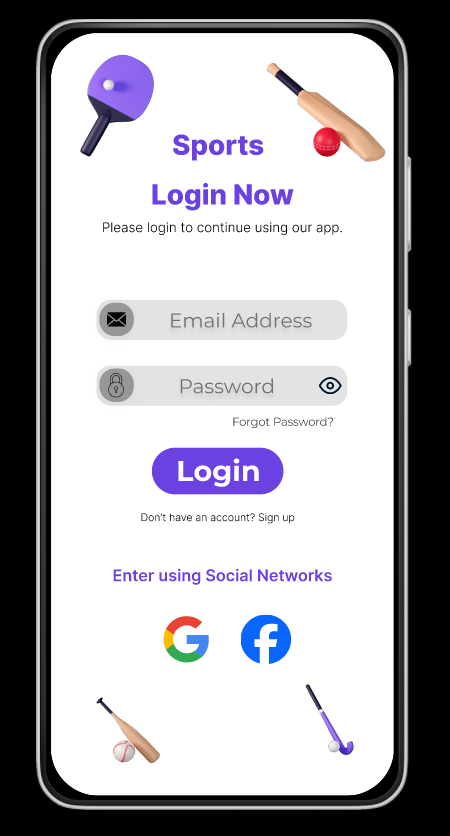 Sports
Login Now
Please login to continue using our app.
Email Address
Password
Forgot Password?
Login
Don't have an account? Sign up
Enter using Social Networks